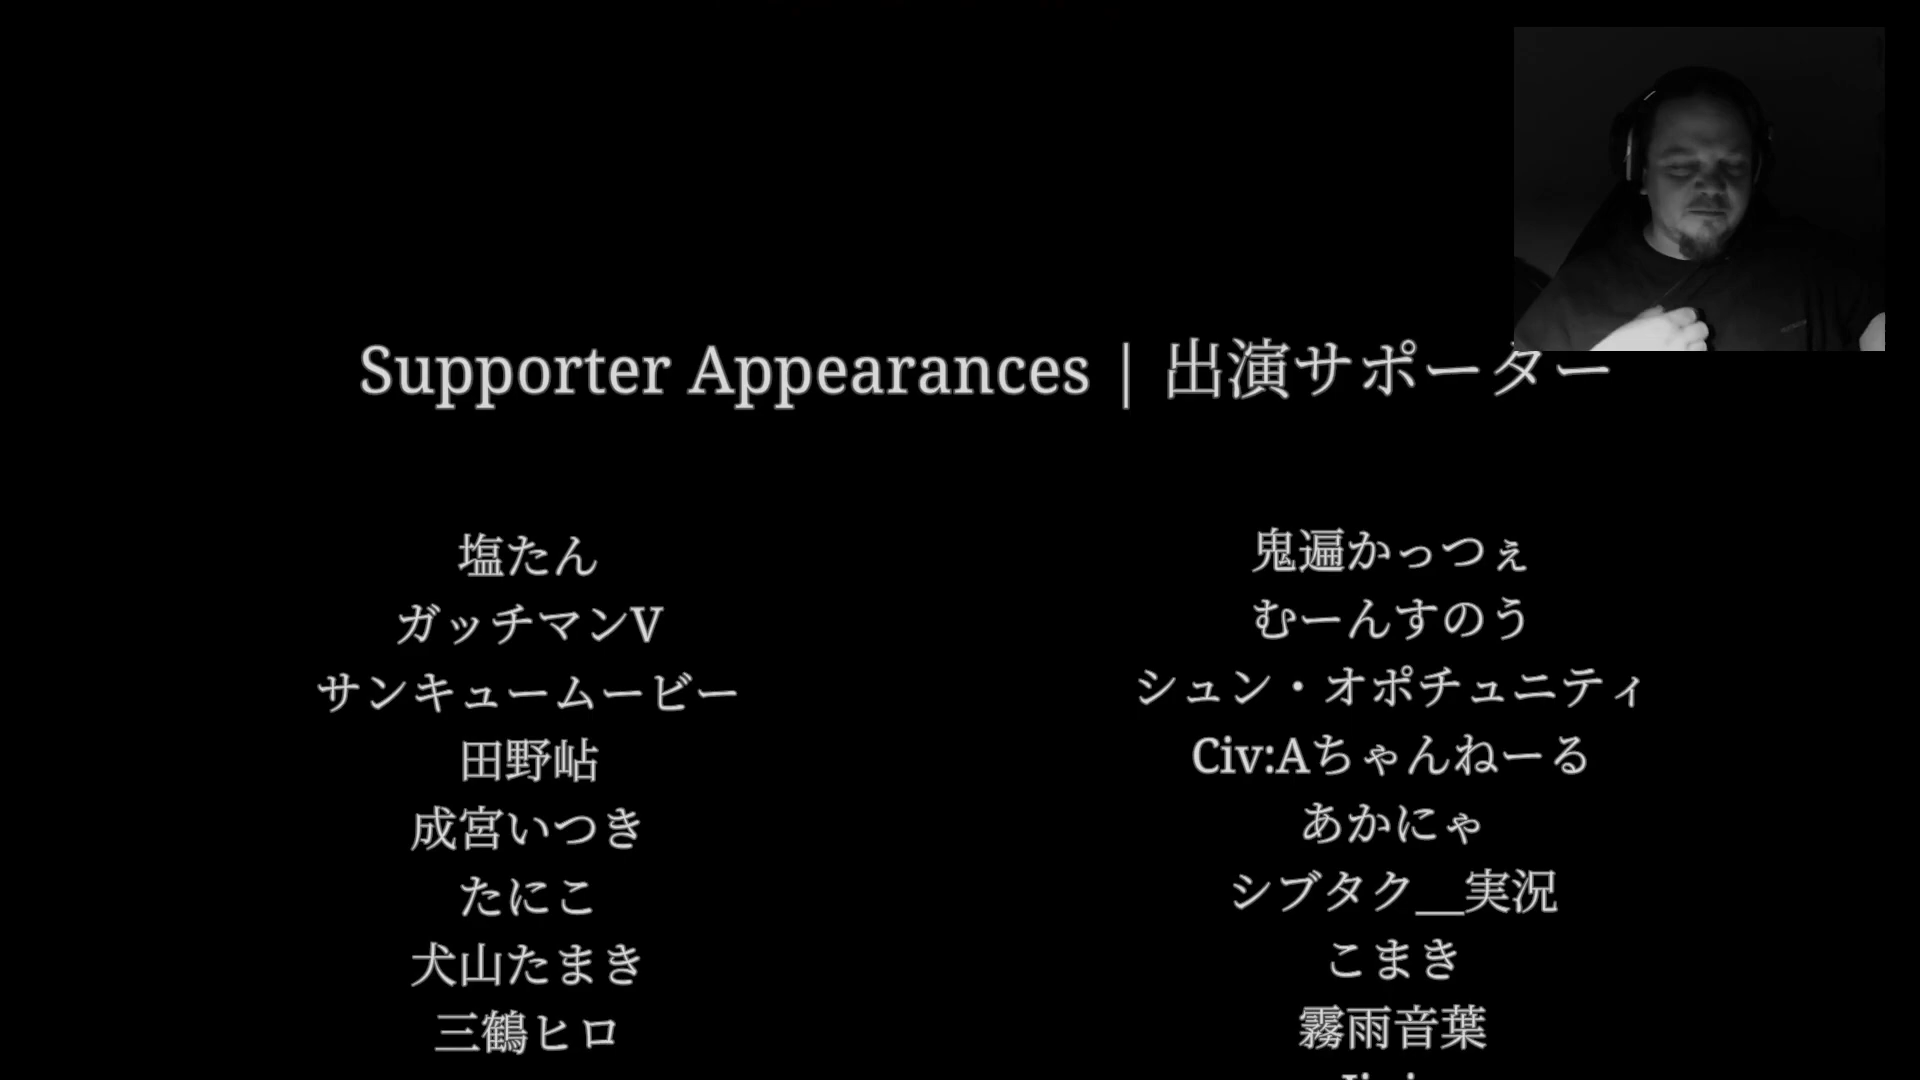 Supporter Appearances | 出演サポーター
塩たん
ガッチマンV
サンキュームービー
田野岾
成宮いつき
たにこ
犬山たまき
三鶴ヒロ
鬼遍かっつぇ
むーんすのう
シュン・オポチュニティ
Civ:Aちゃんねーる
あかにゃ
シブタク__実況
こまき
霧雨音葉